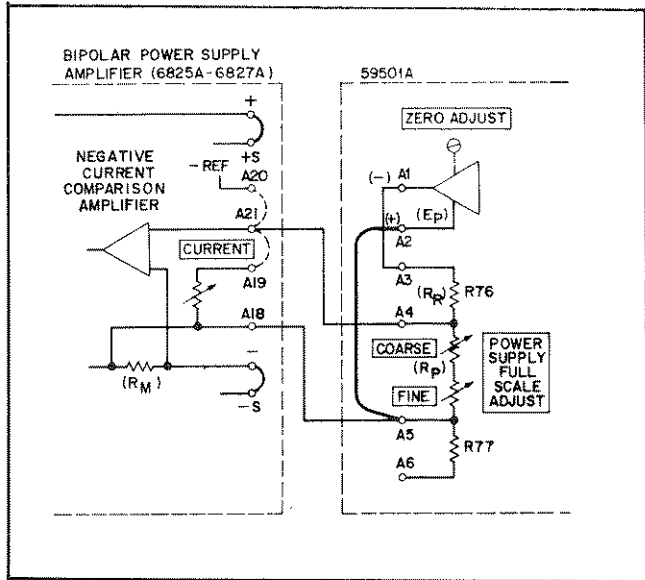 BIPOLAR POWER SUPPLY
AMPLIFIER (6825A-6827A)
59501A
ZERO ADJUST
+
+S
-REF
A20
NEGATIVE
CURRENT
COMPARISON
AMPLIFIER
A21
CURRENT
A19
A18
(RM)
-
-S
(-)
A1
(+)
(EP)
A2
A3
(RR)
R76
A4
COARSE
(RP)
FINE
POWER
SUPPLY
FULL
SCALE
ADJUST
A5
R77
A6